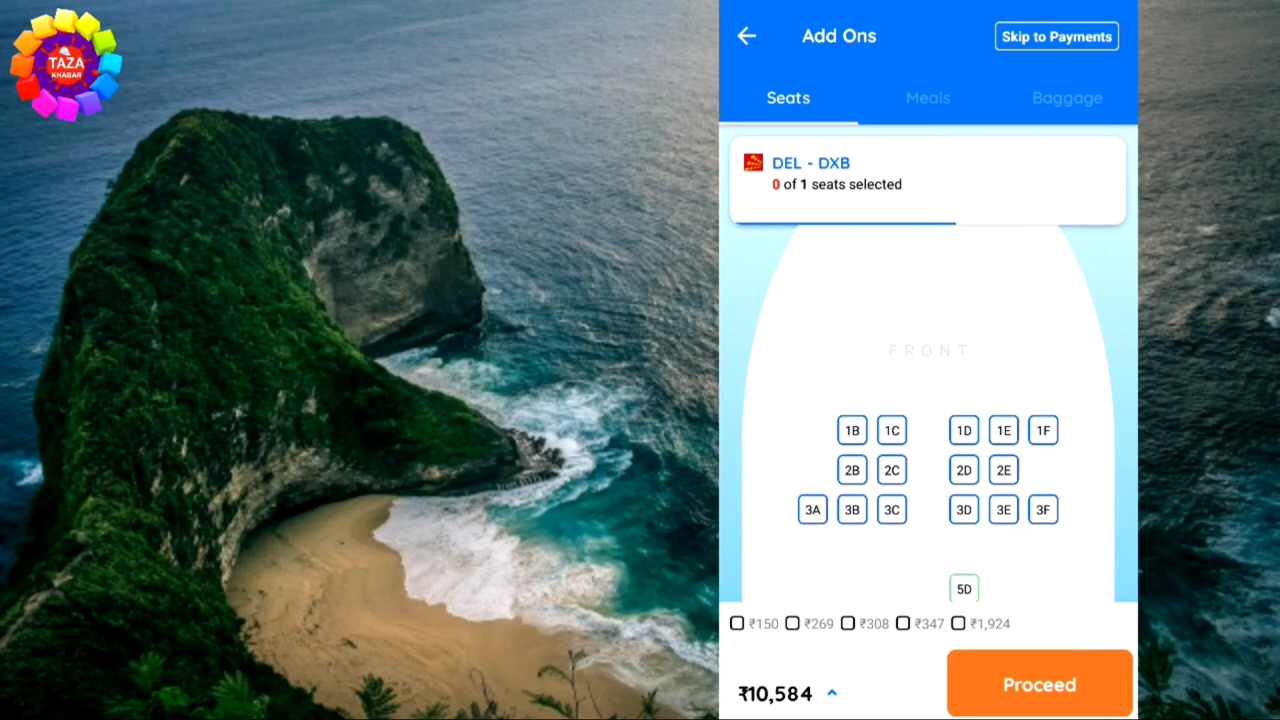 TAZA
KHABAR
Add Ons
Skip to Payments
Seats
Meals
Baggage
DEL - DXB
0 of 1 seats selected
FRONT
1B 1C 1D 1E 1F
2B 2C 2D 2E
3A 3B 3C 3D 3E 3F
5D
₹150 ₹269 ₹308 ₹347 ₹1,924
₹10,584
Proceed